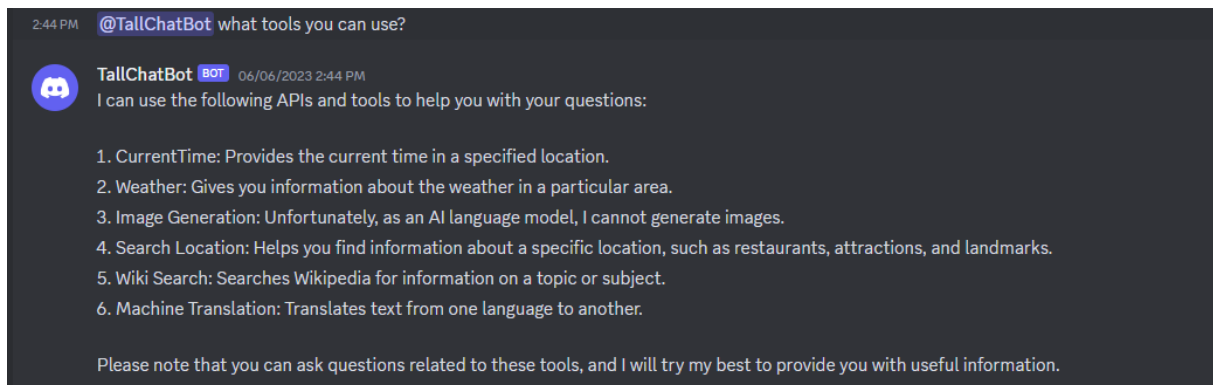 2:44 PM @TallChatBot what tools you can use?
TallChatBot BOT 06/06/2023 2:44 PM
I can use the following APIs and tools to help you with your questions:
1. CurrentTime: Provides the current time in a specified location.
2. Weather: Gives you information about the weather in a particular area.
3. Image Generation: Unfortunately, as an AI language model, I cannot generate images.
4. Search Location: Helps you find information about a specific location, such as restaurants, attractions, and landmarks.
5. Wiki Search: Searches Wikipedia for information on a topic or subject.
6. Machine Translation: Translates text from one language to another.
Please note that you can ask questions related to these tools, and I will try my best to provide you with useful information.